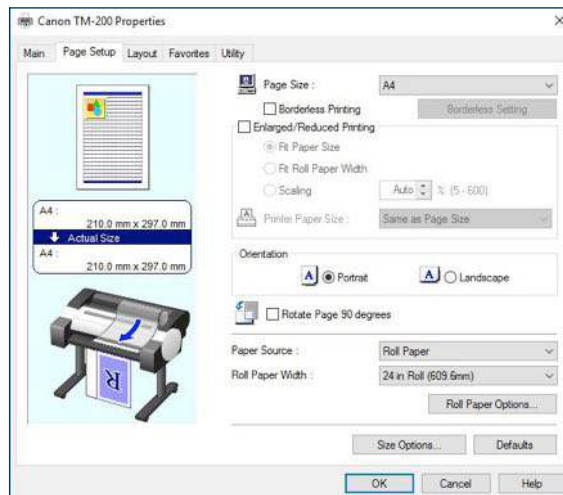 Canon TM-200 Properties
Main Page Setup Layout Favorites Utility
Page Size : A4
Borderless Printing Borderless Setting
Enlarged/Reduced Printing
Fit Paper Size
Fit Roll Paper Width
Scaling Auto % (5 - 600)
Printer Paper Size : Same as Page Size
A4 :
210.0 mm x 297.0 mm
Actual Size
A4 :
210.0 mm x 297.0 mm
Orientation
A Portrait A Landscape
Rotate Page 90 degrees
R
Paper Source : Roll Paper
Roll Paper Width : 24 in Roll (609.6mm)
Roll Paper Options...
Size Options... Defaults
OK Cancel Help